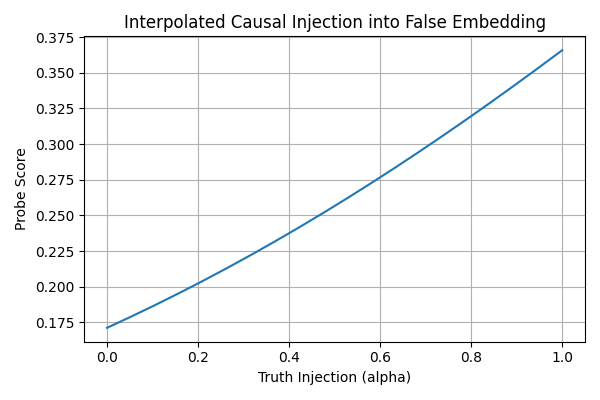 Interpolated Causal Injection into False Embedding
0.375
0.350
0.325
0.300
0.275
0.250
0.225
0.200
0.175
Probe Score
0.0 0.2 0.4 0.6 0.8 1.0
Truth Injection (alpha)